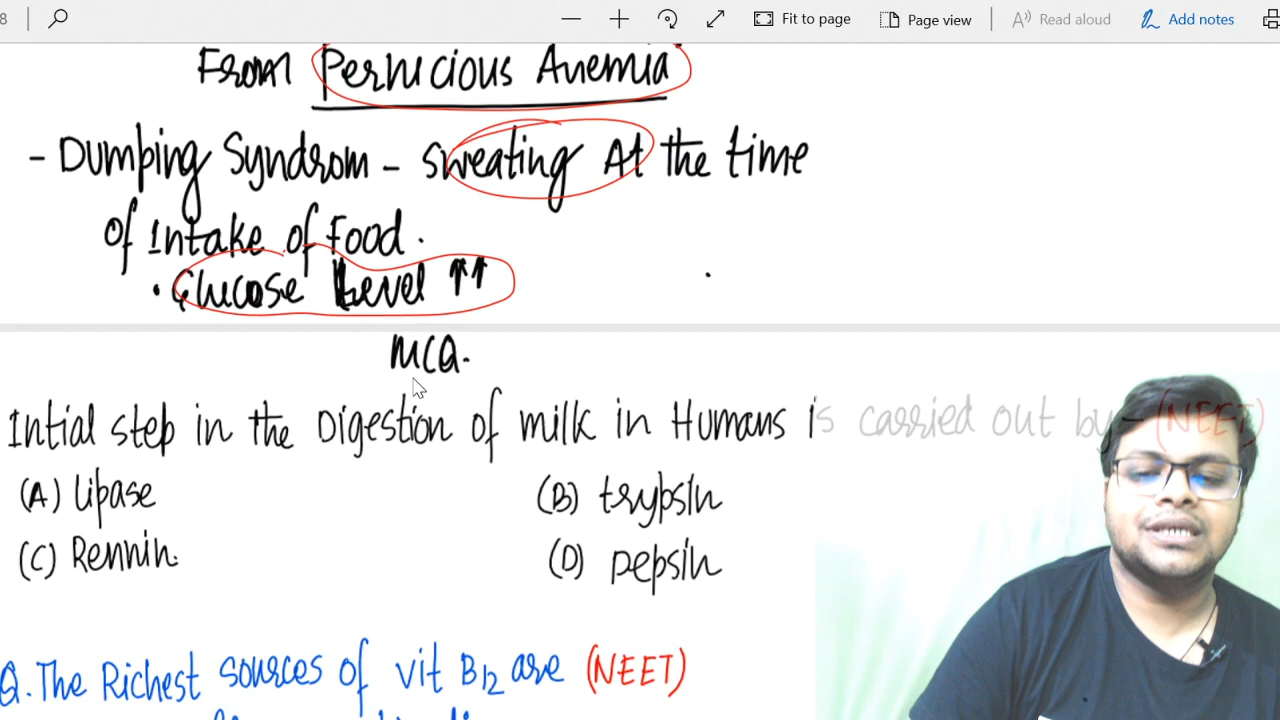 8 Fit to page Page view Read aloud Add notes
From Pernicious Anemia
- Dumping Syndrom - Sweating At the time
of Intake of Food.
• Glucose Level ↑↑
MCQ.
Intial step in the Digestion of milk in Humans is carried out by - (NEET)
(A) lipase (B) trypsin
(C) Rennin. (D) pepsin
Q. The Richest sources of vit B12 are (NEET)